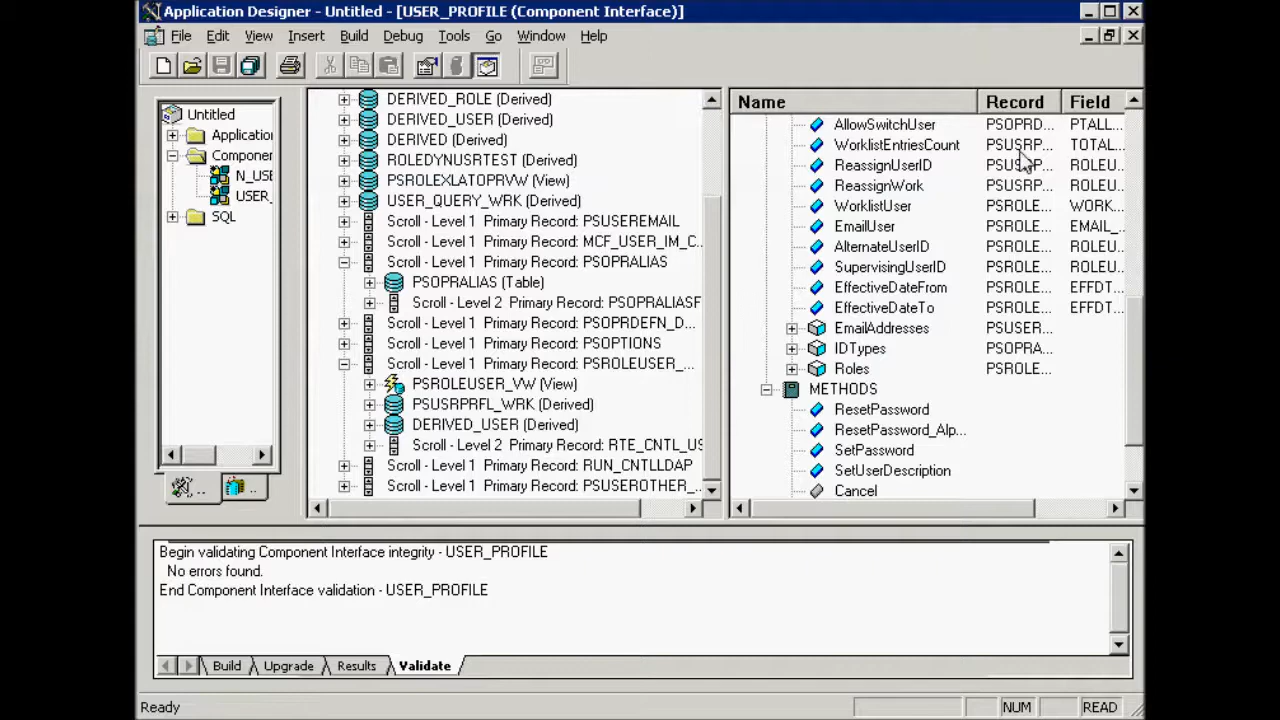 Application Designer - Untitled - [USER_PROFILE (Component Interface)]
File Edit View Insert Build Debug Tools Go Window Help
Untitled
Application
Componer
N_USE
USER_
SQL
DERIVED_ROLE (Derived)
DERIVED_USER (Derived)
DERIVED (Derived)
ROLEDYNUSRTEST (Derived)
PSROLEXLATOPRVW (View)
USER_QUERY_WRK (Derived)
Scroll - Level 1 Primary Record: PSUSEREMAIL
Scroll - Level 1 Primary Record: MCF_USER_IM_C...
Scroll - Level 1 Primary Record: PSOPRALIAS
PSOPRALIAS (Table)
Scroll - Level 2 Primary Record: PSOPRALIASF
Scroll - Level 1 Primary Record: PSOPRDEFN_D...
Scroll - Level 1 Primary Record: PSOPTIONS
Scroll - Level 1 Primary Record: PSROLEUSER_...
PSROLEUSER_VW (View)
PSUSRPRFL_WRK (Derived)
DERIVED_USER (Derived)
Scroll - Level 2 Primary Record: RTE_CNTL_US
Scroll - Level 1 Primary Record: RUN_CNTLLDAP
Scroll - Level 1 Primary Record: PSUSEROTHER_...
Name Record Field
AllowSwitchUser PSOPRD... PTALL...
WorklistEntriesCount PSUSRP... TOTAL...
ReassignUserID PSUSRP... ROLEU...
ReassignWork PSUSRP... ROLEU...
WorklistUser PSROLE... WORK...
EmailUser PSROLE... EMAIL_...
AlternateUserID PSROLE... ROLEU...
SupervisingUserID PSROLE... ROLEU...
EffectiveDateFrom PSROLE... EFFDT...
EffectiveDateTo PSROLE... EFFDT...
EmailAddresses PSUSER...
IDTypes PSOPRA...
Roles PSROLE...
METHODS
ResetPassword
ResetPassword_Alp...
SetPassword
SetUserDescription
Cancel
Begin validating Component Interface integrity - USER_PROFILE
No errors found.
End Component Interface validation - USER_PROFILE
Build Upgrade Results Validate
Ready NUM READ